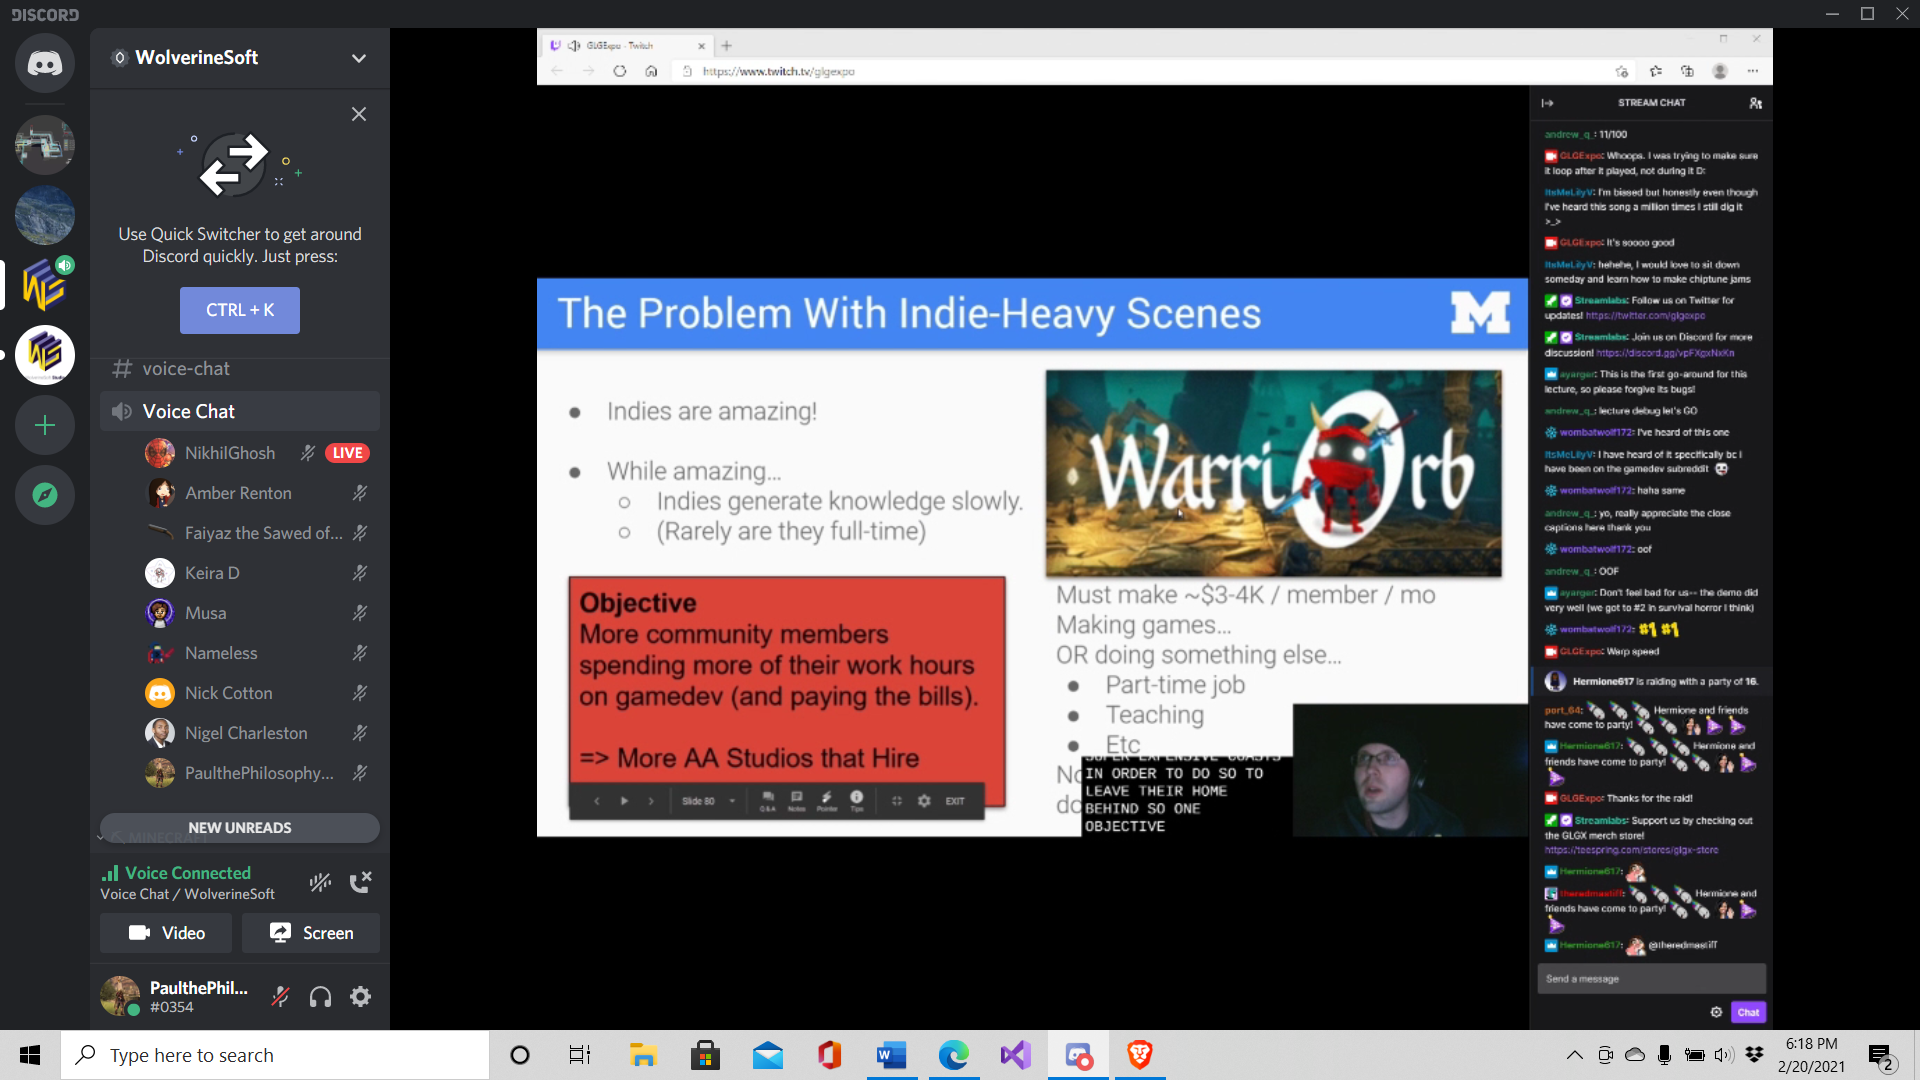 DISCORD
WolverineSoft
Use Quick Switcher to get around
Discord quickly. Just press:
CTRL + K
# voice-chat
Voice Chat
NikhilGhosh LIVE
Amber Renton
Faiyaz the Sawed of...
Keira D
Musa
Nameless
Nick Cotton
Nigel Charleston
PaulthePhilosophy...
NEW UNREADS
MINECRAFT
Voice Connected
Voice Chat / WolverineSoft
Video
Screen
PaulthePhil...
#0354
GLGExpo - Twitch
https://www.twitch.tv/glgexpo
The Problem With Indie-Heavy Scenes
M
Indies are amazing!
While amazing...
Indies generate knowledge slowly.
(Rarely are they full-time)
Objective
More community members
spending more of their work hours
on gamedev (and paying the bills).
=> More AA Studios that Hire
Slide 80
Q&A Notes Pointer Tips
EXIT
WarriOrb
Must make ~$3-4K / member / mo
Making games...
OR doing something else...
Part-time job
Teaching
Etc
SUPER EXPENSIVE COASTS
IN ORDER TO DO SO TO
LEAVE THEIR HOME
BEHIND SO ONE
OBJECTIVE
STREAM CHAT
andrew_q_: 11/100
GLGExpo: Whoops. I was trying to make sure
it loop after it played, not during it D:
ItsMeLilyV: I'm biased but honestly even though
I've heard this song a million times I still dig it
>_>
GLGExpo: It's soooo good
ItsMeLilyV: hehehe, I would love to sit down
someday and learn how to make chiptune jams
Streamlabs: Follow us on Twitter for
updates! https://twitter.com/glgexpo
Streamlabs: Join us on Discord for more
discussion! https://discord.gg/vpFXgxNxKn
ayarger: This is the first go-around for this
lecture, so please forgive its bugs!
andrew_q_: lecture debug let's GO
wombatwolf172: I've heard of this one
ItsMeLilyV: I have heard of it specifically bc I
have been on the gamedev subreddit
wombatwolf172: haha same
andrew_q_: yo, really appreciate the close
captions here thank you
wombatwolf172: oof
andrew_q_: OOF
ayarger: Don't feel bad for us-- the demo did
very well (we got to #2 in survival horror I think)
wombatwolf172: #1 #1
GLGExpo: Warp speed
Hermione617 is raiding with a party of 16.
port_64: Hermione and friends
have come to party!
Hermione617: Hermione and
friends have come to party!
GLGExpo: Thanks for the raid!
Streamlabs: Support us by checking out
the GLGX merch store!
https://teespring.com/stores/glgx-store
Hermione617:
theredmastiff: Hermione and
friends have come to party!
Hermione617: @theredmastiff
Send a message
Chat
Type here to search
6:18 PM
2/20/2021
2